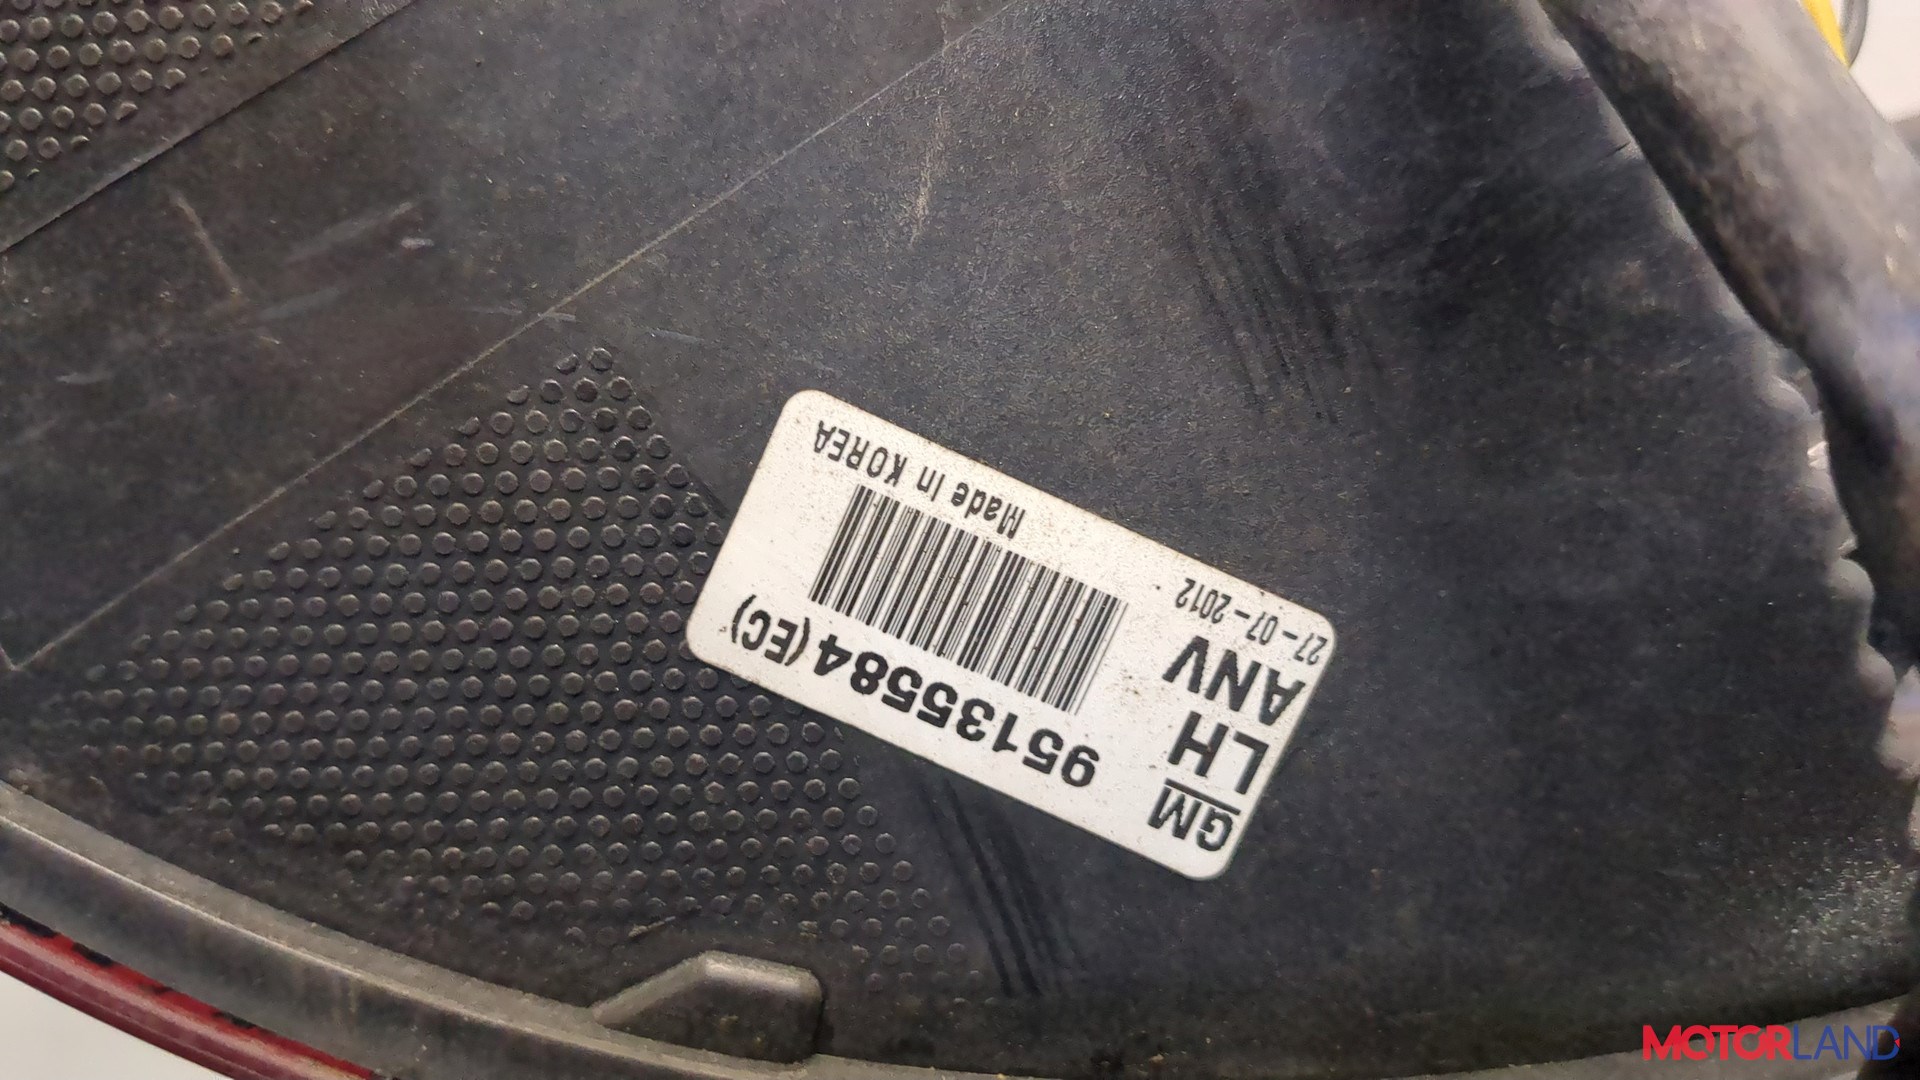 GM
LH
ANV
27-07-2012
95135584(EC)
Made In KOREA
MOTORLAND